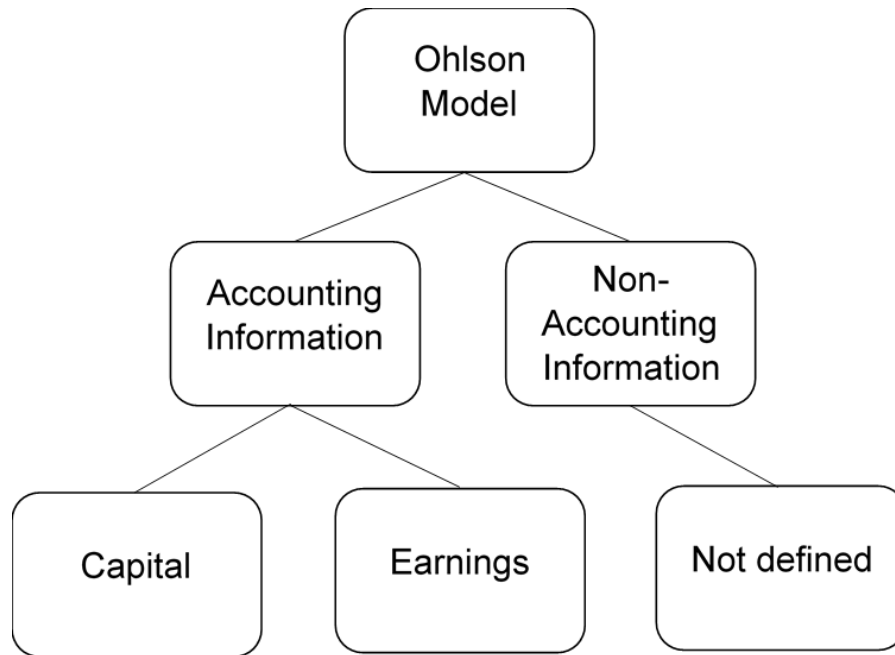 Ohlson
Model
Accounting
Information
Non-
Accounting
Information
Capital
Earnings
Not defined